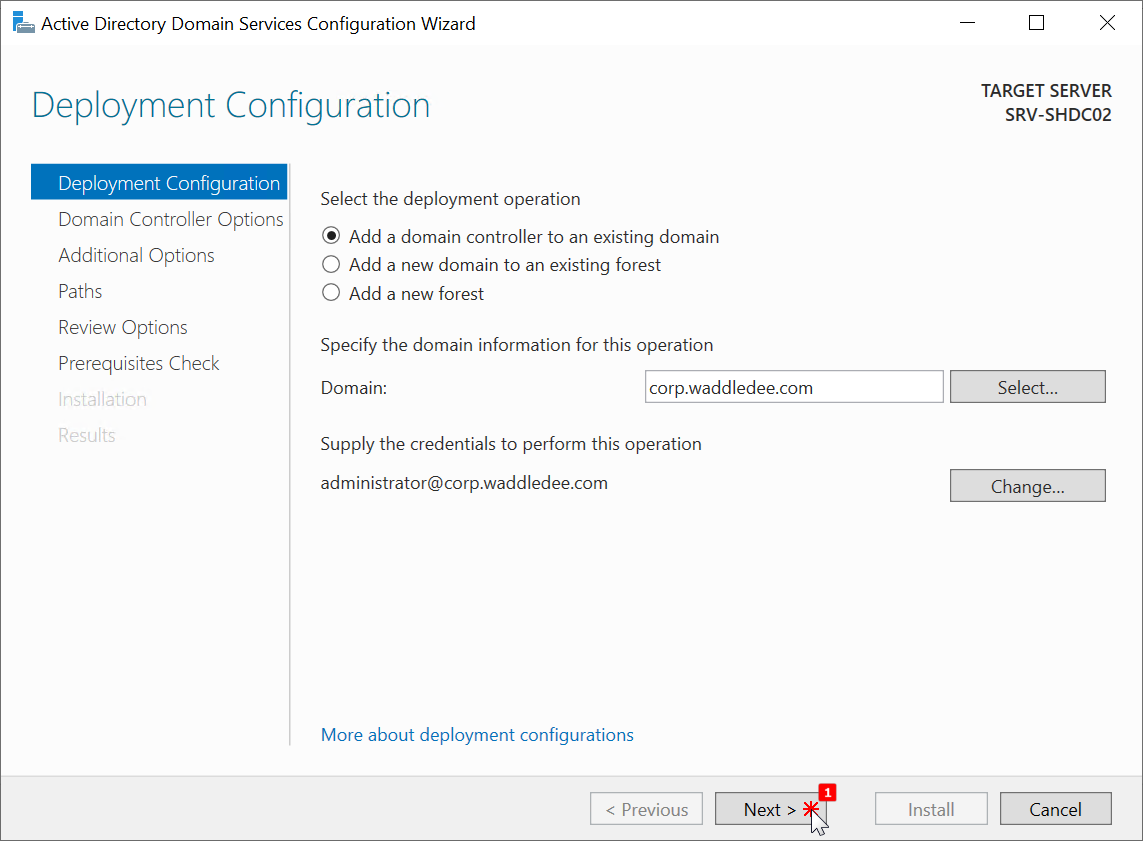 Active Directory Domain Services Configuration Wizard
Deployment Configuration
TARGET SERVER
SRV-SHDC02
Deployment Configuration
Domain Controller Options
Additional Options
Paths
Review Options
Prerequisites Check
Installation
Results
Select the deployment operation
Add a domain controller to an existing domain
Add a new domain to an existing forest
Add a new forest
Specify the domain information for this operation
Domain: corp.waddledee.com Select...
Supply the credentials to perform this operation
administrator@corp.waddledee.com Change...
More about deployment configurations
1
< Previous Next > Install Cancel